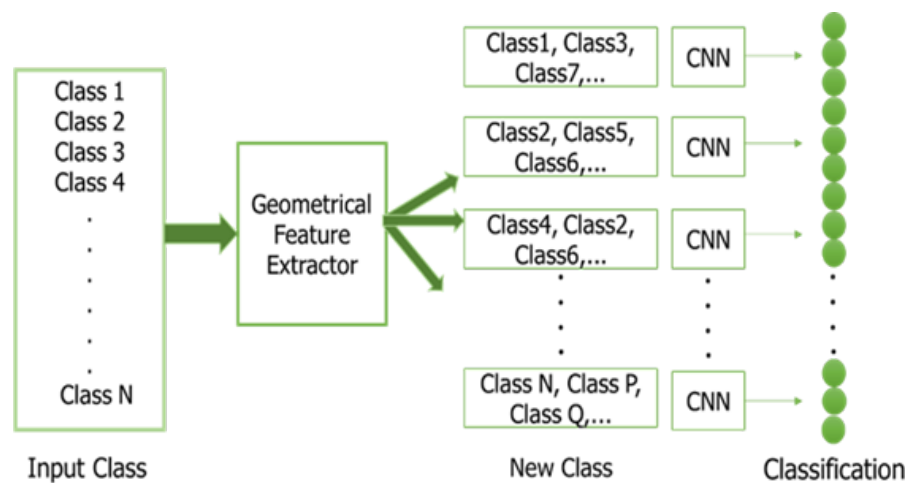 Class 1
Class 2
Class 3
Class 4
Class N
Input Class
Geometrical
Feature
Extractor
Class1, Class3,
Class7,...
CNN
Class2, Class5,
Class6,...
CNN
Class4, Class2,
Class6,...
CNN
Class N, Class P,
Class Q,...
CNN
New Class
Classification